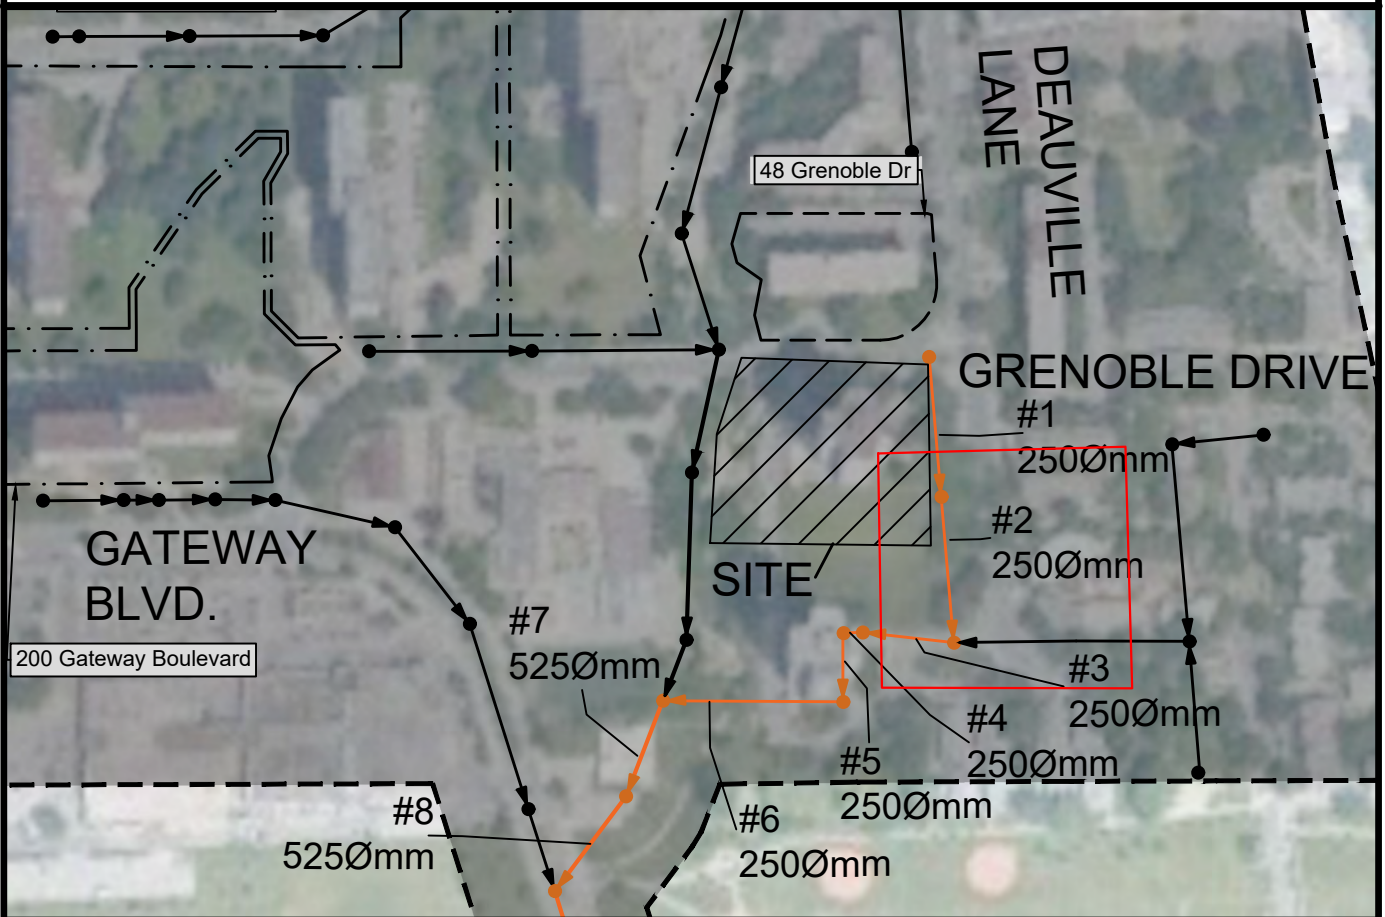 48 Grenoble Dr
DEAUVILLE
LANE
GRENOBLE DRIVE
#1
250Ømm
#2
250Ømm
GATEWAY
BLVD.
SITE
#7
525Ømm
200 Gateway Boulevard
#3
250Ømm
#4
250Ømm
#5
250Ømm
#6
250Ømm
#8
525Ømm